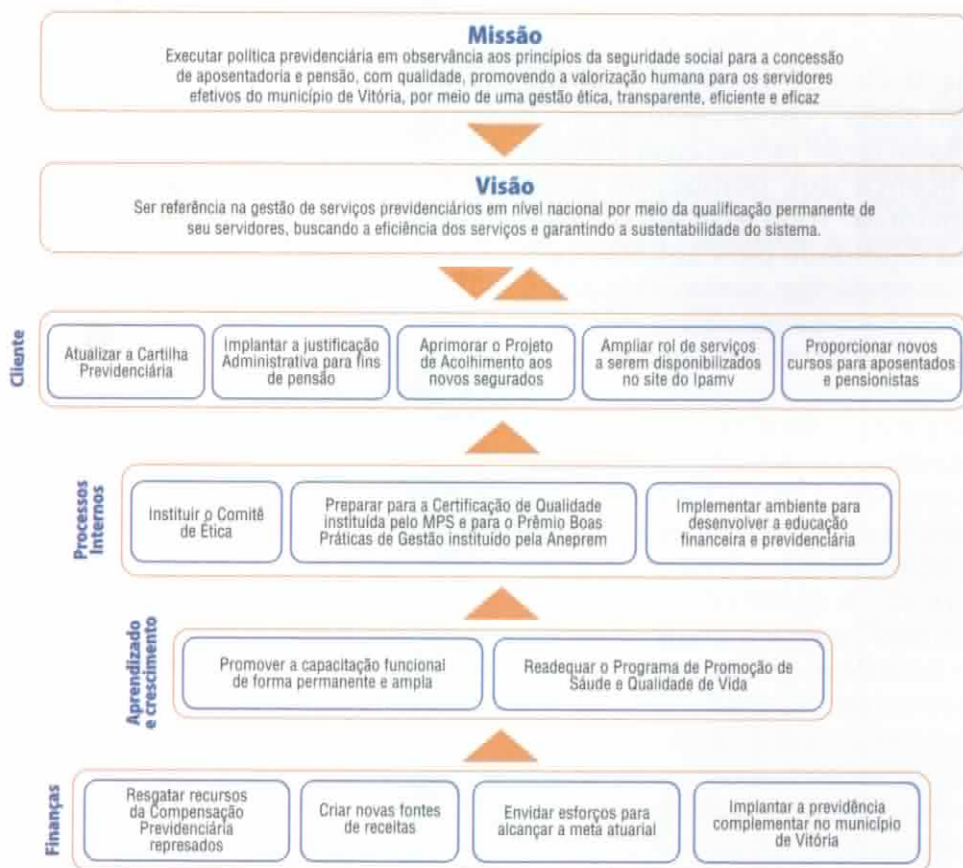 Missão
Executar política previdenciária em observância aos princípios da seguridade social para a concessão
de aposentadoria e pensão, com qualidade, promovendo a valorização humana para os servidores
efetivos do município de Vitória, por meio de uma gestão ética, transparente, eficiente e eficaz
Visão
Ser referência na gestão de serviços previdenciários em nível nacional por meio da qualificação permanente de
seu servidores, buscando a eficiência dos serviços e garantindo a sustentabilidade do sistema.
Cliente
Atualizar a Cartilha
Previdenciária
Implantar a justificação
Administrativa para fins
de pensão
Aprimorar o Projeto
de Acolhimento aos
novos segurados
Ampliar rol de serviços
a serem disponibilizados
no site do Ipamv
Proporcionar novos
cursos para aposentados
e pensionistas
Processos
Internos
Instituir o Comitê
de Ética
Preparar para a Certificação de Qualidade
instituída pelo MPS e para o Prêmio Boas
Práticas de Gestão instituído pela Aneprem
Implementar ambiente para
desenvolver a educação
financeira e previdenciária
Aprendizado
e crescimento
Promover a capacitação funcional
de forma permanente e ampla
Readequar o Programa de Promoção de
Sáude e Qualidade de Vida
Finanças
Resgatar recursos
da Compensação
Previdenciária
represados
Criar novas fontes
de receitas
Envidar esforços para
alcançar a meta atuarial
Implantar a previdência
complementar no município
de Vitória